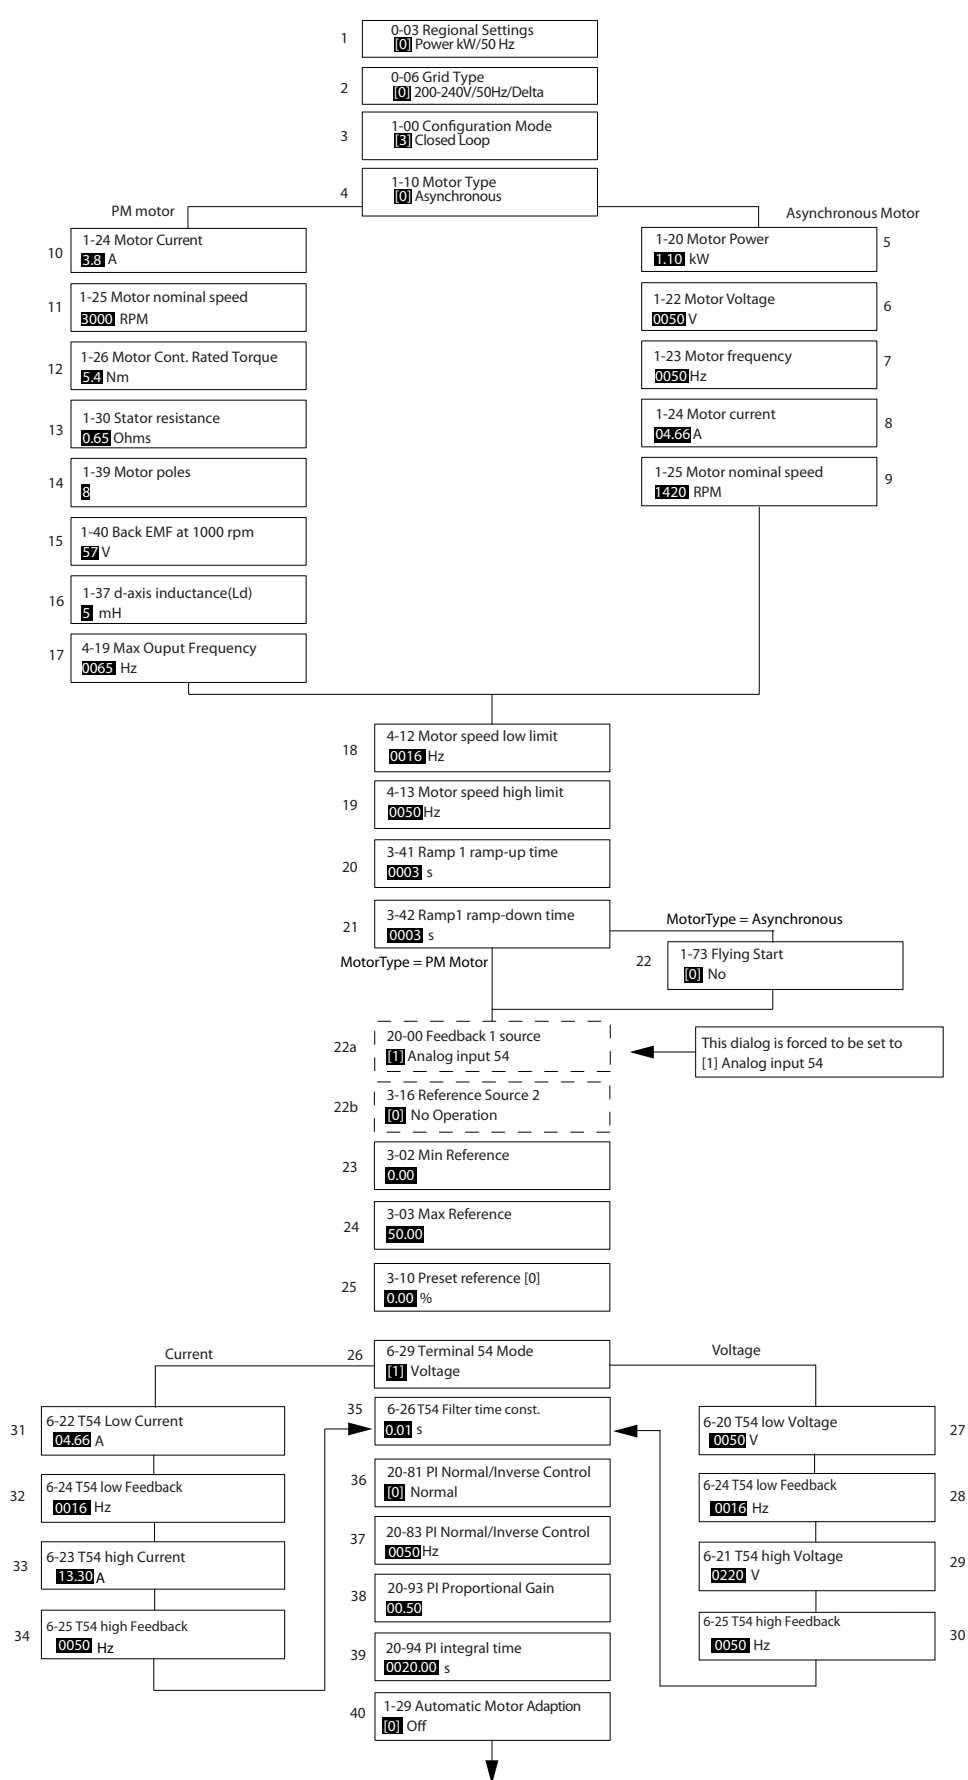 1
0-03 Regional Settings
[0] Power kW/50 Hz
2
0-06 Grid Type
[0] 200-240V/50Hz/Delta
3
1-00 Configuration Mode
[3] Closed Loop
4
1-10 Motor Type
[0] Asynchronous
PM motor
Asynchronous Motor
10
1-24 Motor Current
3.8 A
11
1-25 Motor nominal speed
3000 RPM
12
1-26 Motor Cont. Rated Torque
5.4 Nm
13
1-30 Stator resistance
0.65 Ohms
14
1-39 Motor poles
8
15
1-40 Back EMF at 1000 rpm
57 V
16
1-37 d-axis inductance(Ld)
5 mH
17
4-19 Max Ouput Frequency
0065 Hz
5
1-20 Motor Power
1.10 kW
6
1-22 Motor Voltage
0050 V
7
1-23 Motor frequency
0050 Hz
8
1-24 Motor current
04.66 A
9
1-25 Motor nominal speed
1420 RPM
18
4-12 Motor speed low limit
0016 Hz
19
4-13 Motor speed high limit
0050 Hz
20
3-41 Ramp 1 ramp-up time
0003 s
21
3-42 Ramp1 ramp-down time
0003 s
MotorType = Asynchronous
MotorType = PM Motor
22
1-73 Flying Start
[0] No
22a
20-00 Feedback 1 source
[1] Analog input 54
This dialog is forced to be set to
[1] Analog input 54
22b
3-16 Reference Source 2
[0] No Operation
23
3-02 Min Reference
0.00
24
3-03 Max Reference
50.00
25
3-10 Preset reference [0]
0.00 %
26
6-29 Terminal 54 Mode
[1] Voltage
Current
Voltage
31
6-22 T54 Low Current
04.66 A
32
6-24 T54 low Feedback
0016 Hz
33
6-23 T54 high Current
13.30 A
34
6-25 T54 high Feedback
0050 Hz
35
6-26 T54 Filter time const.
0.01 s
36
20-81 PI Normal/Inverse Control
[0] Normal
37
20-83 PI Normal/Inverse Control
0050 Hz
38
20-93 PI Proportional Gain
00.50
39
20-94 PI integral time
0020.00 s
40
1-29 Automatic Motor Adaption
[0] Off
27
6-20 T54 low Voltage
0050 V
28
6-24 T54 low Feedback
0016 Hz
29
6-21 T54 high Voltage
0220 V
30
6-25 T54 high Feedback
0050 Hz